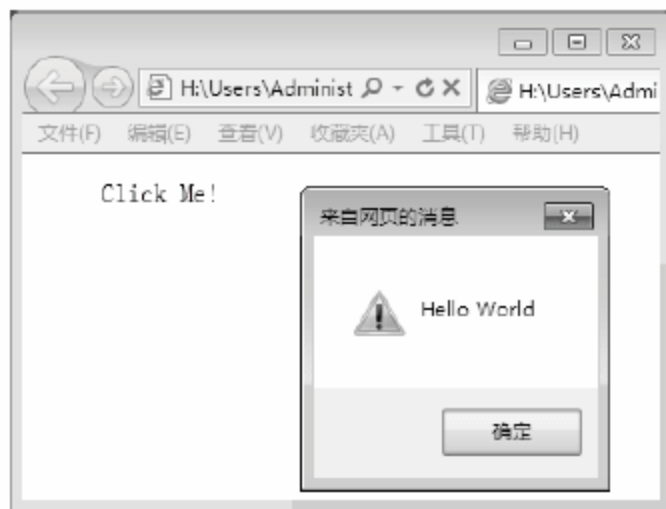 H:\Users\Administ
H:\Users\Admi
文件(F) 编辑(E) 查看(V) 收藏夹(A) 工具(T) 帮助(H)
Click Me!
来自网页的消息
Hello World
确定